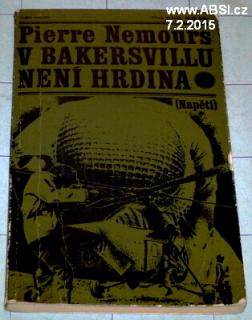 www.ABSI.cz
7.2.2015
Pierre Nemours
V BAKERSVILLU
NENÍ HRDINA
(Napětí)